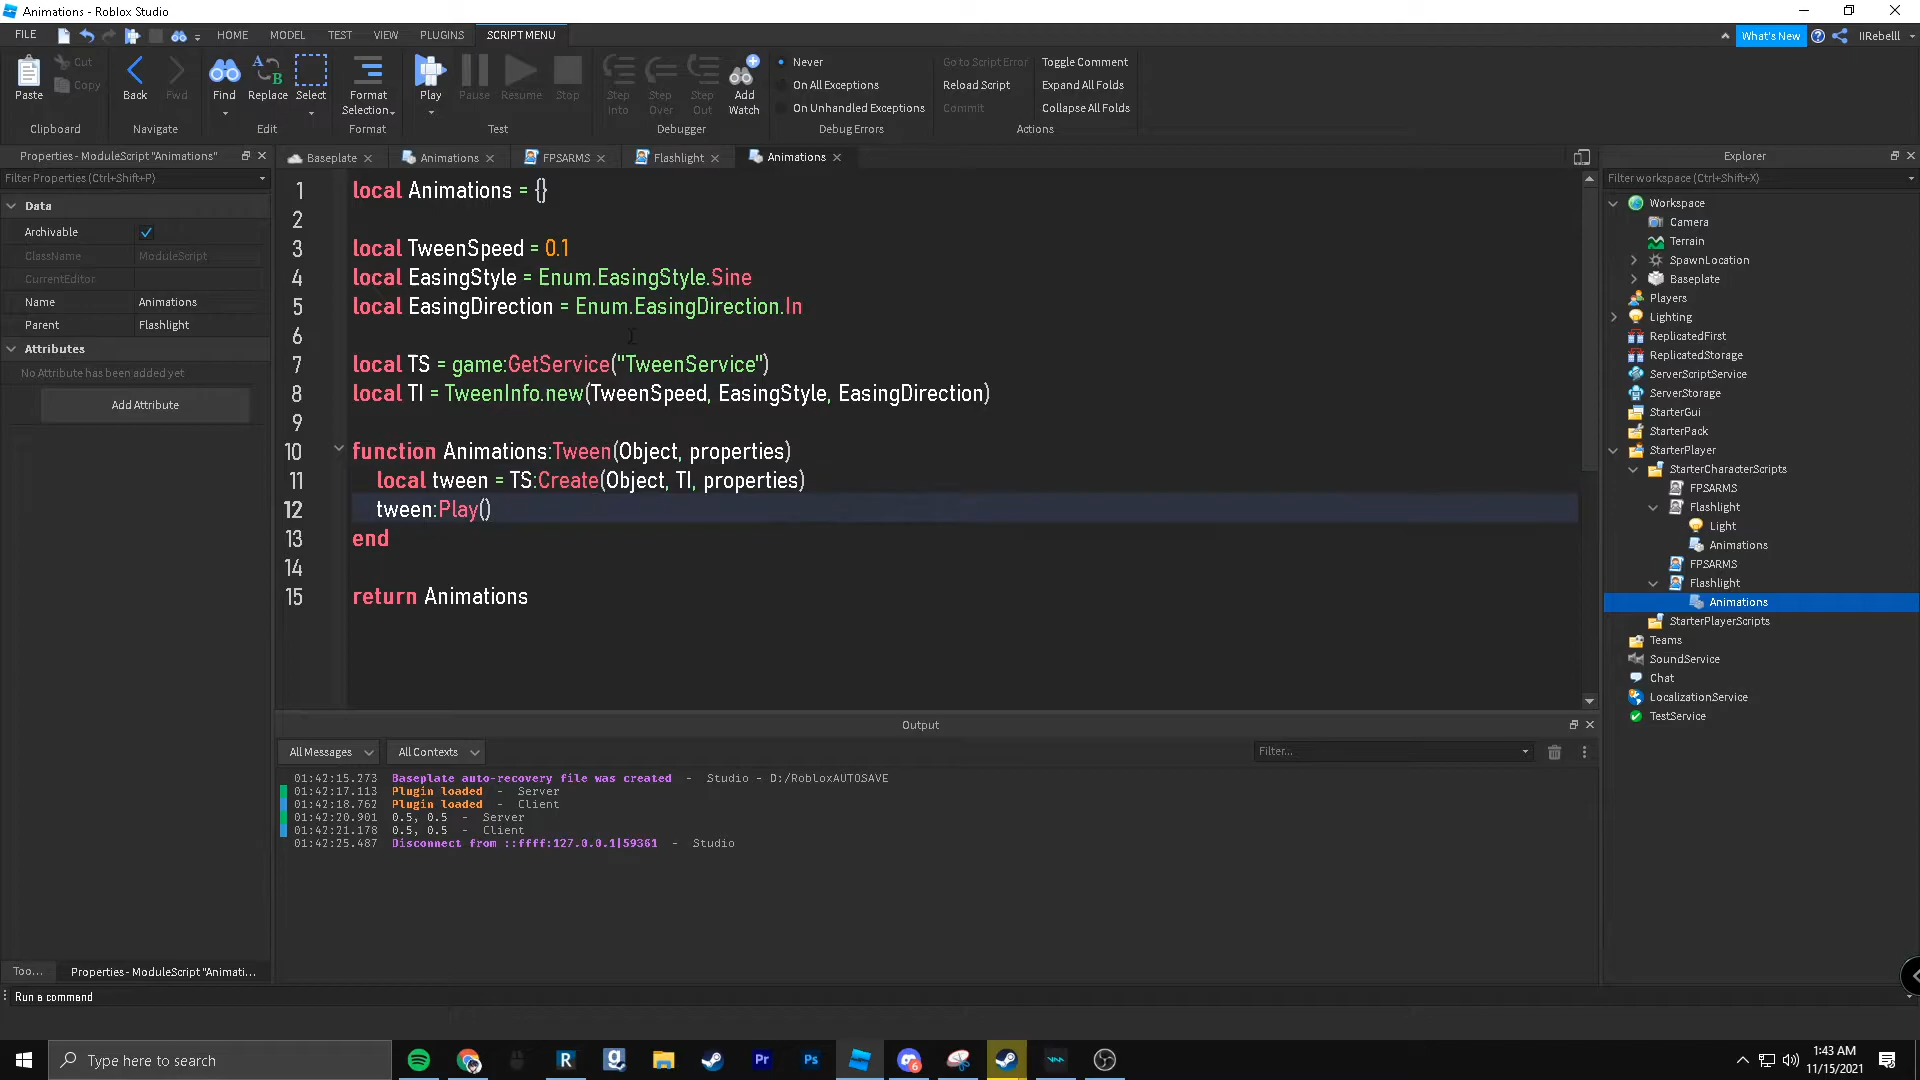 Animations - Roblox Studio
FILE
HOME
MODEL
TEST
VIEW
PLUGINS
SCRIPT MENU
What's New
IIRebelll
Paste
Cut
Copy
Clipboard
Back
Fwd
Navigate
Find
Replace
Select
Edit
Format
Selection
Format
Play
Pause
Resume
Stop
Test
Step
Into
Step
Over
Step
Out
Add
Watch
Debugger
Never
On All Exceptions
On Unhandled Exceptions
Debug Errors
Go to Script Error
Reload Script
Commit
Toggle Comment
Expand All Folds
Collapse All Folds
Actions
Properties - ModuleScript "Animations"
Filter Properties (Ctrl+Shift+P)
Data
Archivable
ClassName ModuleScript
CurrentEditor
Name Animations
Parent Flashlight
Attributes
No Attribute has been added yet
Add Attribute
Too...
Properties - ModuleScript "Animati...
Baseplate
Animations
FPSARMS
Flashlight
Animations
1 local Animations = {}
2
3 local TweenSpeed = 0.1
4 local EasingStyle = Enum.EasingStyle.Sine
5 local EasingDirection = Enum.EasingDirection.In
6
7 local TS = game:GetService("TweenService")
8 local TI = TweenInfo.new(TweenSpeed, EasingStyle, EasingDirection)
9
10 function Animations:Tween(Object, properties)
11 local tween = TS:Create(Object, TI, properties)
12 tween:Play()
13 end
14
15 return Animations
Output
All Messages
All Contexts
Filter...
01:42:15.273 Baseplate auto-recovery file was created - Studio - D:/RobloxAUTOSAVE
01:42:17.113 Plugin loaded - Server
01:42:18.762 Plugin loaded - Client
01:42:20.901 0.5, 0.5 - Server
01:42:21.178 0.5, 0.5 - Client
01:42:25.487 Disconnect from ::ffff:127.0.0.1|59361 - Studio
Explorer
Filter workspace (Ctrl+Shift+X)
Workspace
Camera
Terrain
SpawnLocation
Baseplate
Players
Lighting
ReplicatedFirst
ReplicatedStorage
ServerScriptService
ServerStorage
StarterGui
StarterPack
StarterPlayer
StarterCharacterScripts
FPSARMS
Flashlight
Light
Animations
FPSARMS
Flashlight
Animations
StarterPlayerScripts
Teams
SoundService
Chat
LocalizationService
TestService
Run a command
Type here to search
R
Pr
Ps
6
1:43 AM
11/15/2021